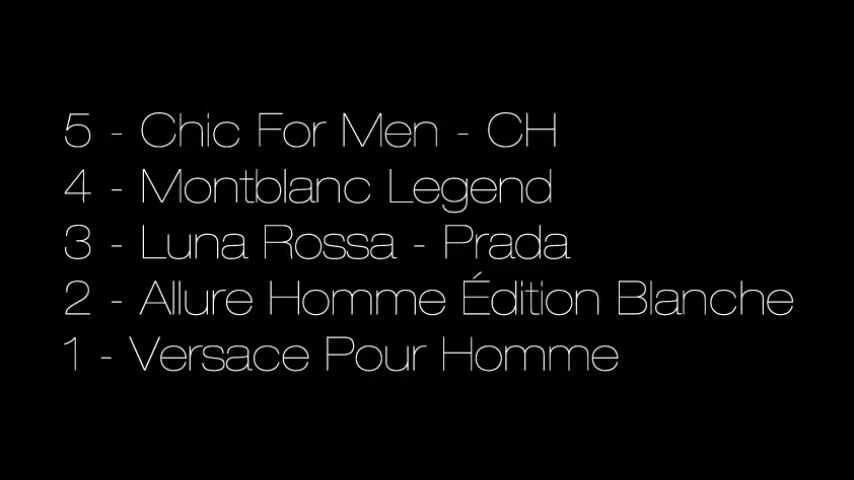 5 - Chic For Men - CH
4 - Montblanc Legend
3 - Luna Rossa - Prada
2 - Allure Homme Édition Blanche
1 - Versace Pour Homme